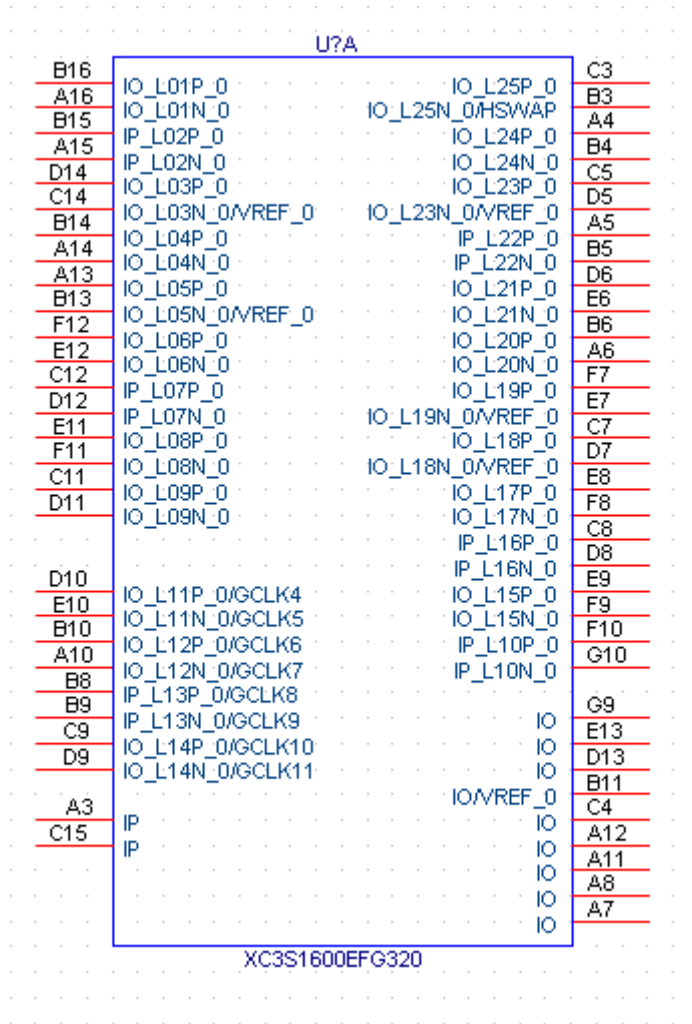 U?A
B16 IO_L01P_0 IO_L25P_0 C3
A16 IO_L01N_0 IO_L25N_0/HSWAP B3
B15 IP_L02P_0 IO_L24P_0 A4
A15 IP_L02N_0 IO_L24N_0 B4
D14 IO_L03P_0 IO_L23P_0 C5
C14 IO_L03N_0/VREF_0 IO_L23N_0/VREF_0 D5
B14 IO_L04P_0 IP_L22P_0 A5
A14 IO_L04N_0 IP_L22N_0 B5
A13 IO_L05P_0 IO_L21P_0 D6
B13 IO_L05N_0/VREF_0 IO_L21N_0 E6
F12 IO_L06P_0 IO_L20P_0 B6
E12 IO_L06N_0 IO_L20N_0 A6
C12 IP_L07P_0 IO_L19P_0 F7
D12 IP_L07N_0 IO_L19N_0/VREF_0 E7
E11 IO_L08P_0 IO_L18P_0 C7
F11 IO_L08N_0 IO_L18N_0/VREF_0 D7
C11 IO_L09P_0 IO_L17P_0 E8
D11 IO_L09N_0 IO_L17N_0 F8
IP_L16P_0 C8
IP_L16N_0 D8
D10 IO_L11P_0/GCLK4 IO_L15P_0 E9
E10 IO_L11N_0/GCLK5 IO_L15N_0 F9
B10 IO_L12P_0/GCLK6 IP_L10P_0 F10
A10 IO_L12N_0/GCLK7 IP_L10N_0 G10
B8 IP_L13P_0/GCLK8
B9 IP_L13N_0/GCLK9 IO G9
C9 IO_L14P_0/GCLK10 IO E13
D9 IO_L14N_0/GCLK11 IO D13
IO/VREF_0 B11
A3 IP IO C4
C15 IP IO A12
IO A11
IO A8
IO A7
XC3S1600EFG320